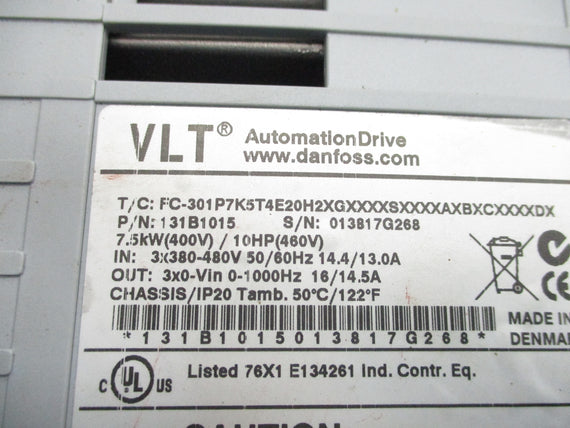 VLT® AutomationDrive
www.danfoss.com
T/C: FC-301P7K5T4E20H2XGXXXXSXXXXAXBXCXXXXDX
P/N: 131B1015 S/N: 013817G268
7.5kW(400V) / 10HP(460V)
IN: 3x380-480V 50/60Hz 14.4/13.0A
OUT: 3x0-Vin 0-1000Hz 16/14.5A
CHASSIS/IP20 Tamb. 50°C/122°F
*131B1015013817G268*
MADE IN
DENMA
CE
c UL US Listed 76X1 E134261 Ind. Contr. Eq.
CAUTION